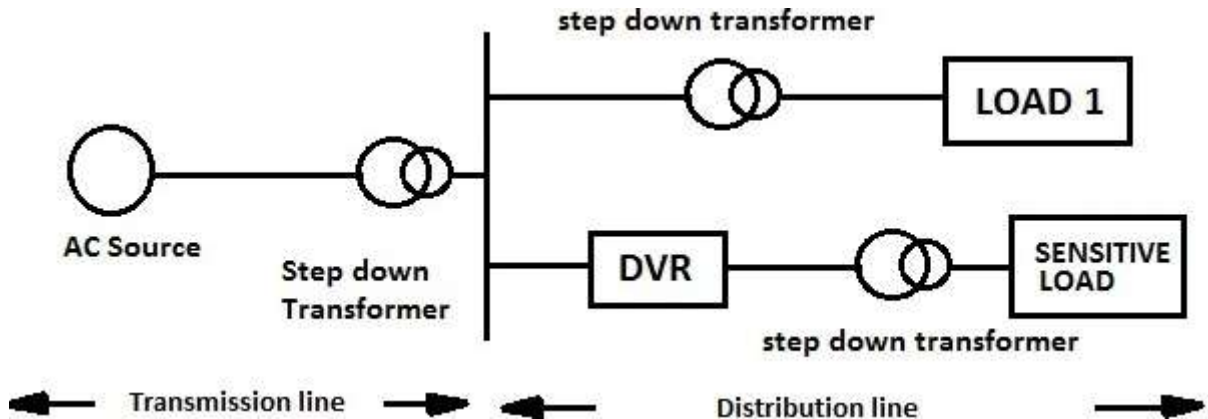 step down transformer
LOAD 1
AC Source
Step down
Transformer
DVR
SENSITIVE
LOAD
step down transformer
Transmission line
Distribution line